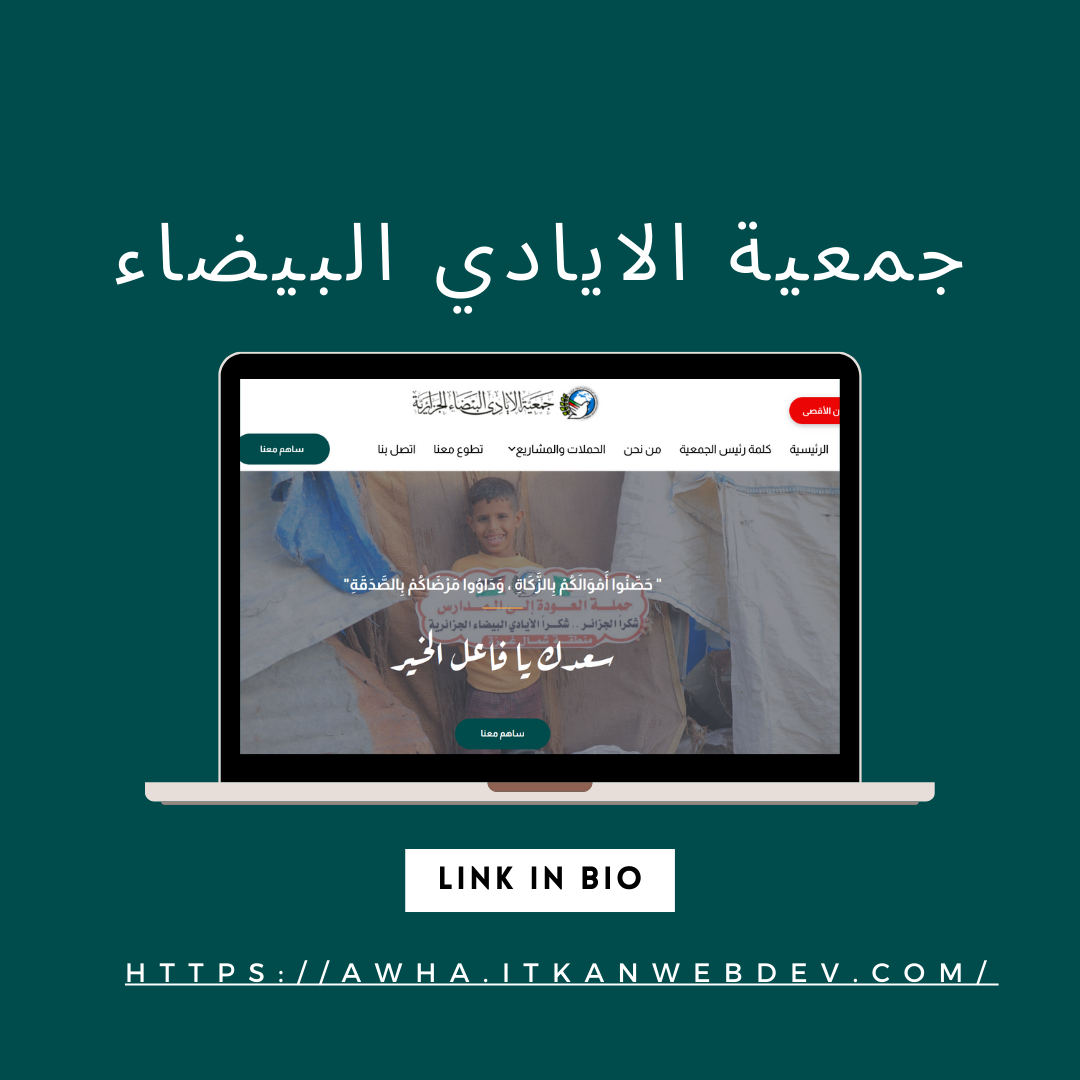 جمعية الايادي البيضاء
جمعية الأيادي البيضاء الجزائرية
ن الأقصى
الرئيسية كلمة رئيس الجمعية من نحن الحملات والمشاريع تطوع معنا اتصل بنا ساهم معنا
" حَصِّنُوا أَمْوَالَكُمْ بِالزَّكَاةِ ، وَدَاوُوا مَرْضَاكُمْ بِالصَّدَقَةِ"
حملة العودة إلى المدارس
شكرا الجزائر .. شكراً الأيادي البيضاء الجزائرية
سعدك يا فاعل الخير
ساهم معنا
LINK IN BIO
HTTPS://AWHA.ITKANWEBDEV.COM/